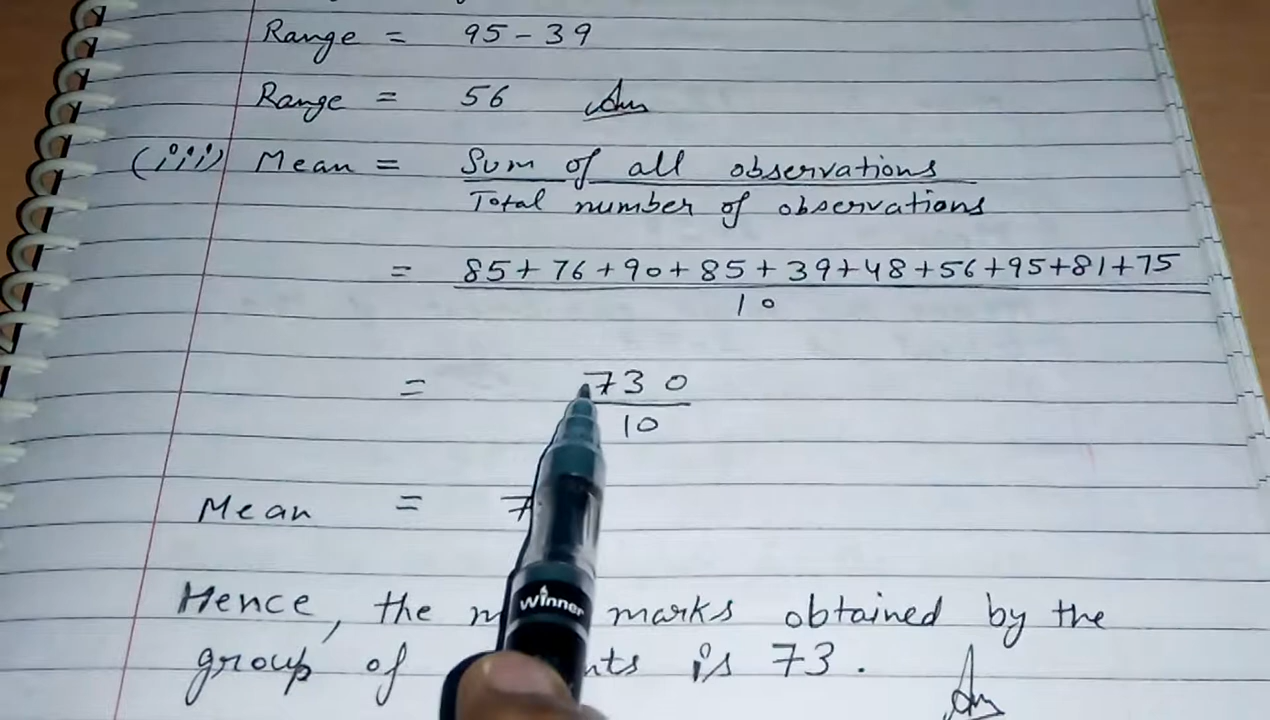 Range = 95 - 39
Range = 56 Ans
(iii) Mean = Sum of all observations
Total number of observations
= 85 + 76 + 90 + 85 + 39 + 48 + 56 + 95 + 81 + 75
10
= 730
10
Mean = 7
Hence, the marks obtained by the
group of is 73.
Ans
Winner